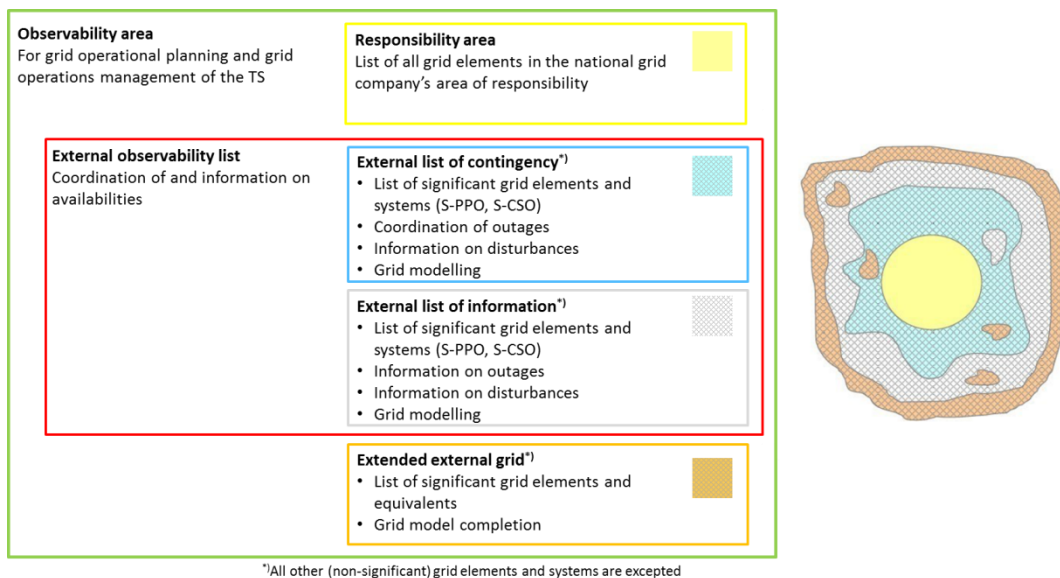 Observability area
For grid operational planning and grid
operations management of the TS
Responsibility area
List of all grid elements in the national grid
company’s area of responsibility
External observability list
Coordination of and information on
availabilities
External list of contingency*)
• List of significant grid elements and
systems (S-PPO, S-CSO)
• Coordination of outages
• Information on disturbances
• Grid modelling
External list of information*)
• List of significant grid elements and
systems (S-PPO, S-CSO)
• Information on outages
• Information on disturbances
• Grid modelling
Extended external grid*)
• List of significant grid elements and
equivalents
• Grid model completion
*)All other (non-significant) grid elements and systems are excepted